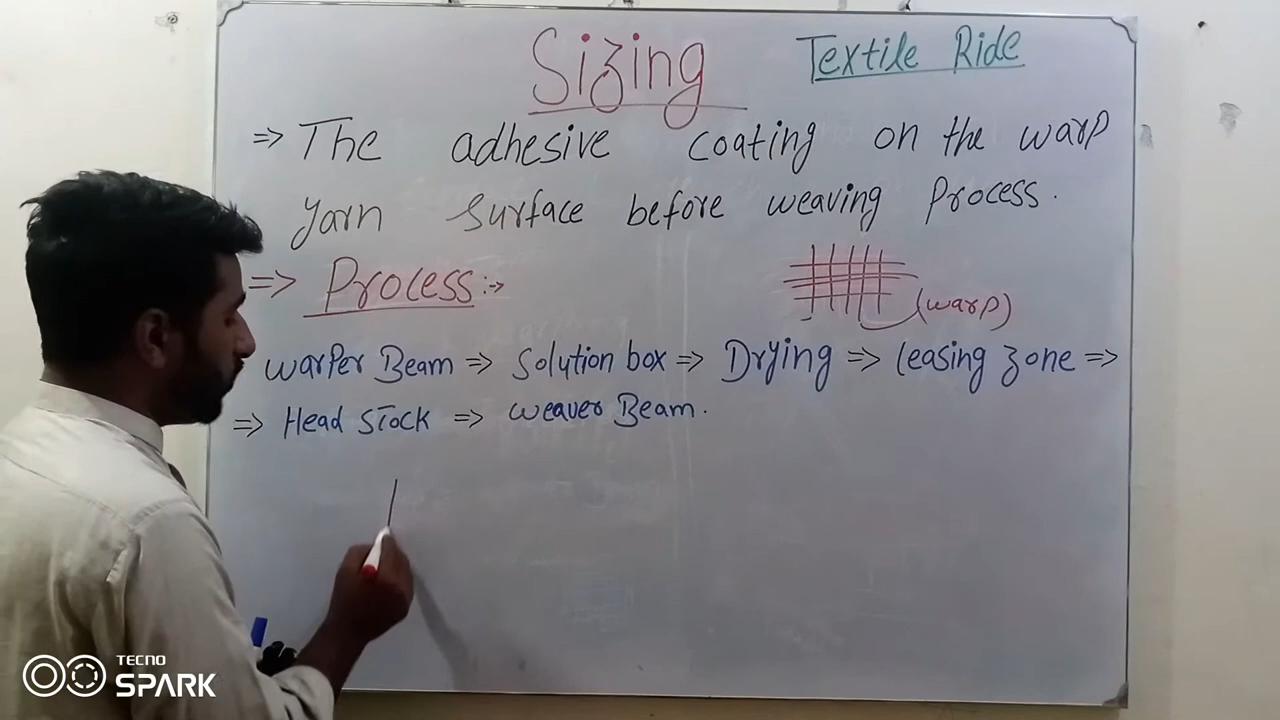 Sizing
Textile Ride
=> The adhesive coating on the warp
yarn surface before weaving Process.
=> Process :->
(warp)
warper Beam => Solution box => Drying => Leasing zone =>
=> Head Stock => weaver Beam.
TECNO
SPARK